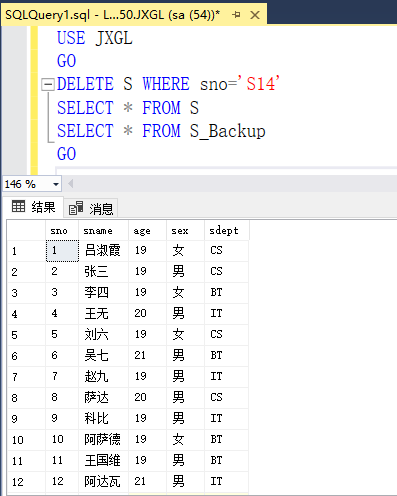 SQLQuery1.sql - L...50.JXGL (sa (54))*
USE JXGL
GO
DELETE S WHERE sno='S14'
SELECT * FROM S
SELECT * FROM S_Backup
GO
146 %
结果 消息
sno sname age sex sdept
1 1 吕溆霞 19 女 CS
2 2 张三 19 男 CS
3 3 李四 19 女 BT
4 4 王无 20 男 IT
5 5 刘六 19 女 CS
6 6 吴七 21 男 BT
7 7 赵九 19 男 IT
8 8 萨达 20 男 CS
9 9 科比 19 男 IT
10 10 阿萨德 19 女 BT
11 11 王国维 19 男 BT
12 12 阿达瓦 21 男 IT